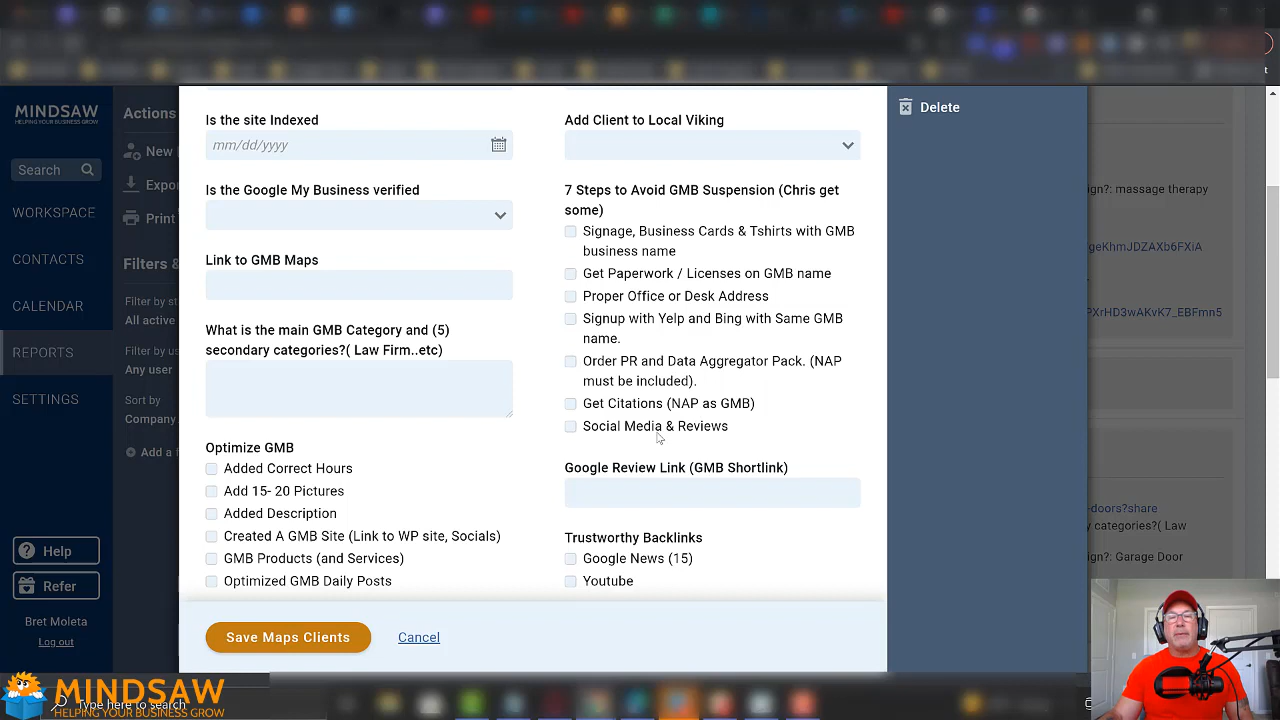 MINDSAW
HELPING YOUR BUSINESS GROW
Search
WORKSPACE
CONTACTS
CALENDAR
REPORTS
SETTINGS
Help
Refer
Bret Moleta
Log out
Actions
New
Expo
Print
Filters &
Filter by st
All active
Filter by us
Any user
Sort by
Company
Add a f
Is the site Indexed
mm/dd/yyyy
Is the Google My Business verified
Link to GMB Maps
What is the main GMB Category and (5)
secondary categories?( Law Firm..etc)
Optimize GMB
Added Correct Hours
Add 15- 20 Pictures
Added Description
Created A GMB Site (Link to WP site, Socials)
GMB Products (and Services)
Optimized GMB Daily Posts
Add Client to Local Viking
7 Steps to Avoid GMB Suspension (Chris get
some)
Signage, Business Cards & Tshirts with GMB
business name
Get Paperwork / Licenses on GMB name
Proper Office or Desk Address
Signup with Yelp and Bing with Same GMB
name.
Order PR and Data Aggregator Pack. (NAP
must be included).
Get Citations (NAP as GMB)
Social Media & Reviews
Google Review Link (GMB Shortlink)
Trustworthy Backlinks
Google News (15)
Youtube
Save Maps Clients
Cancel
Delete
ign?: massage therapy
geKhmJDZAXb6FXiA
PXrHD3wAKvK7_EBFmn5
-doors?share
y categories?( Law
ign?: Garage Door
MINDSAW
HELPING YOUR BUSINESS GROW
Type here to search